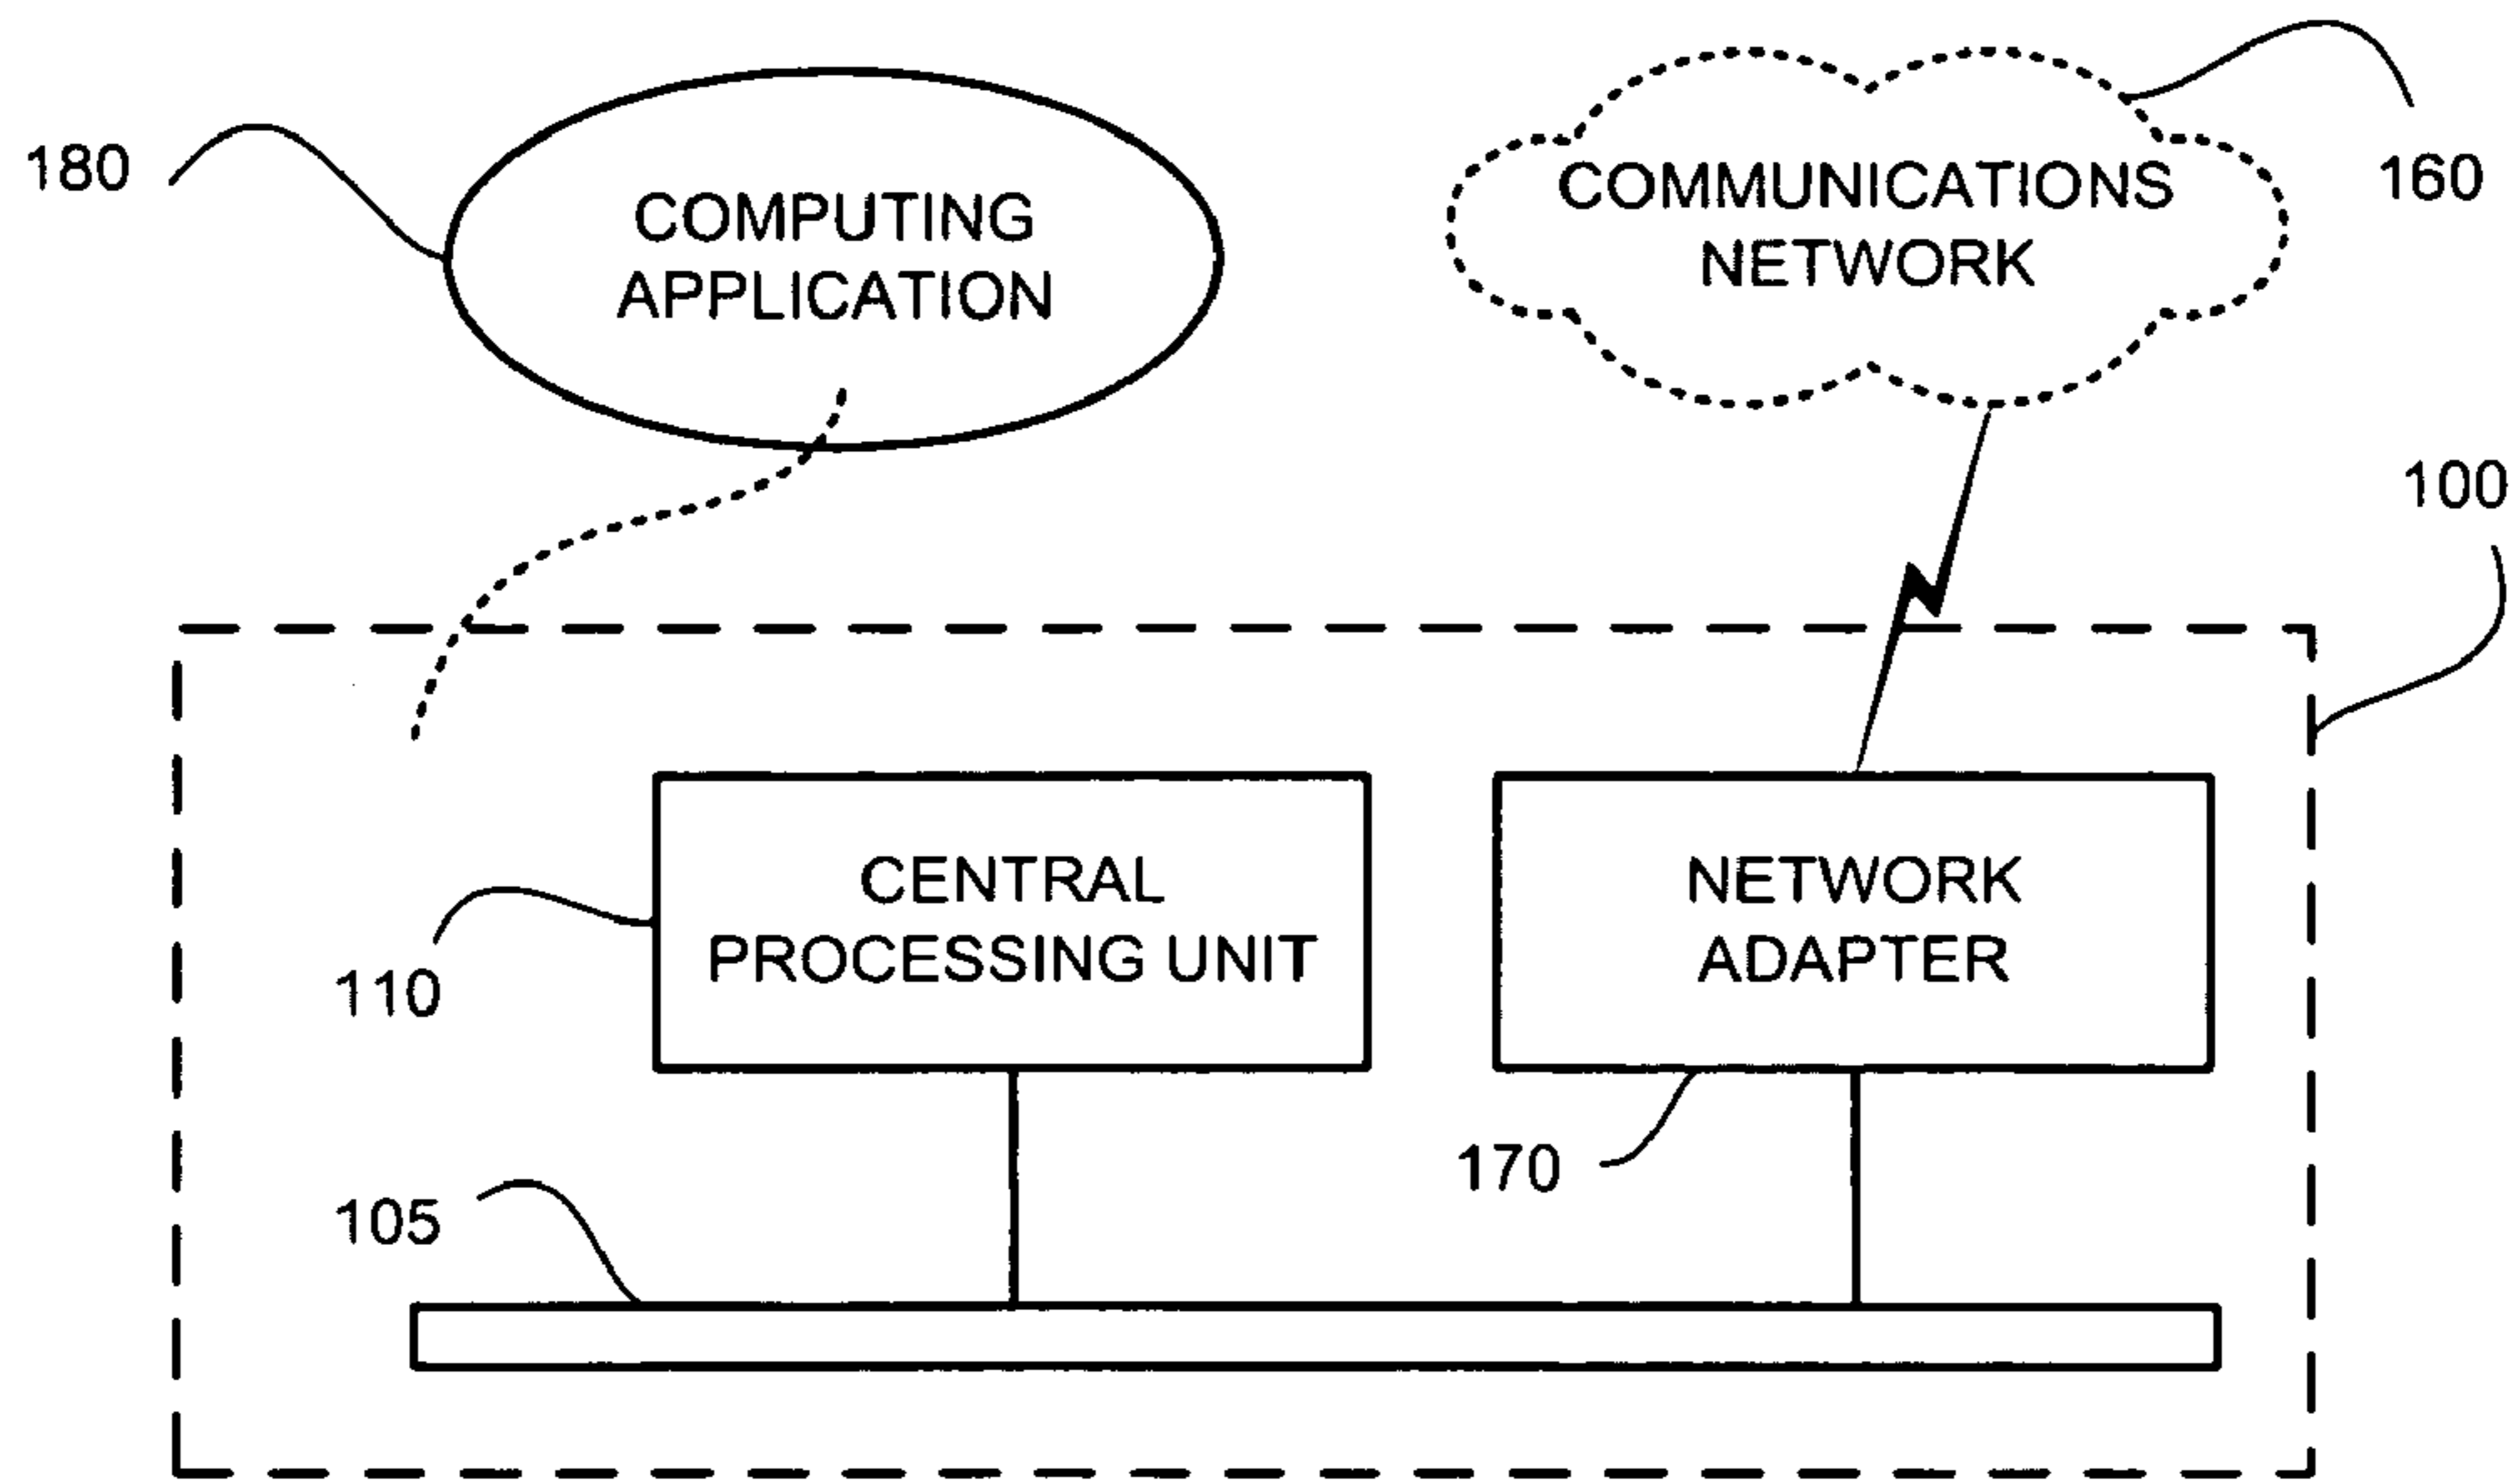 180
COMPUTING
APPLICATION
COMMUNICATIONS
NETWORK
160
100
CENTRAL
PROCESSING UNIT
NETWORK
ADAPTER
110
170
105